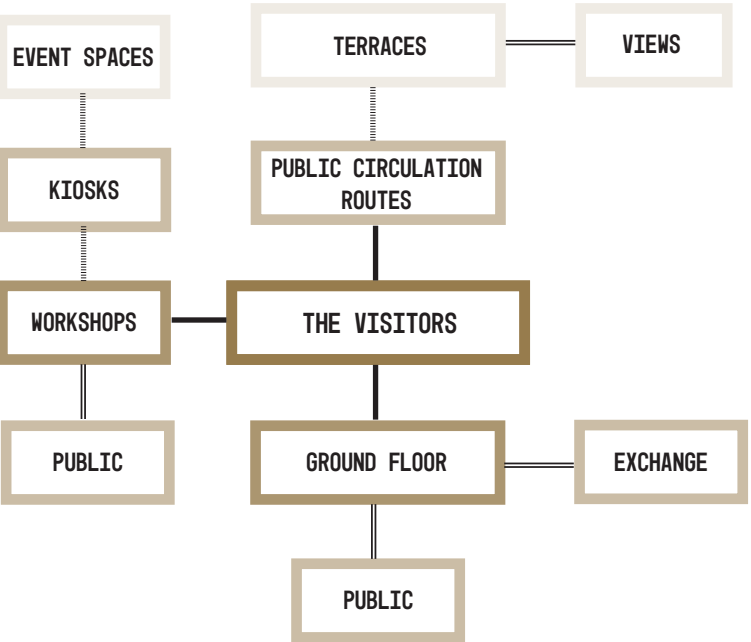 EVENT SPACES
TERRACES
VIEWS
KIOSKS
PUBLIC CIRCULATION
ROUTES
WORKSHOPS
THE VISITORS
PUBLIC
GROUND FLOOR
EXCHANGE
PUBLIC